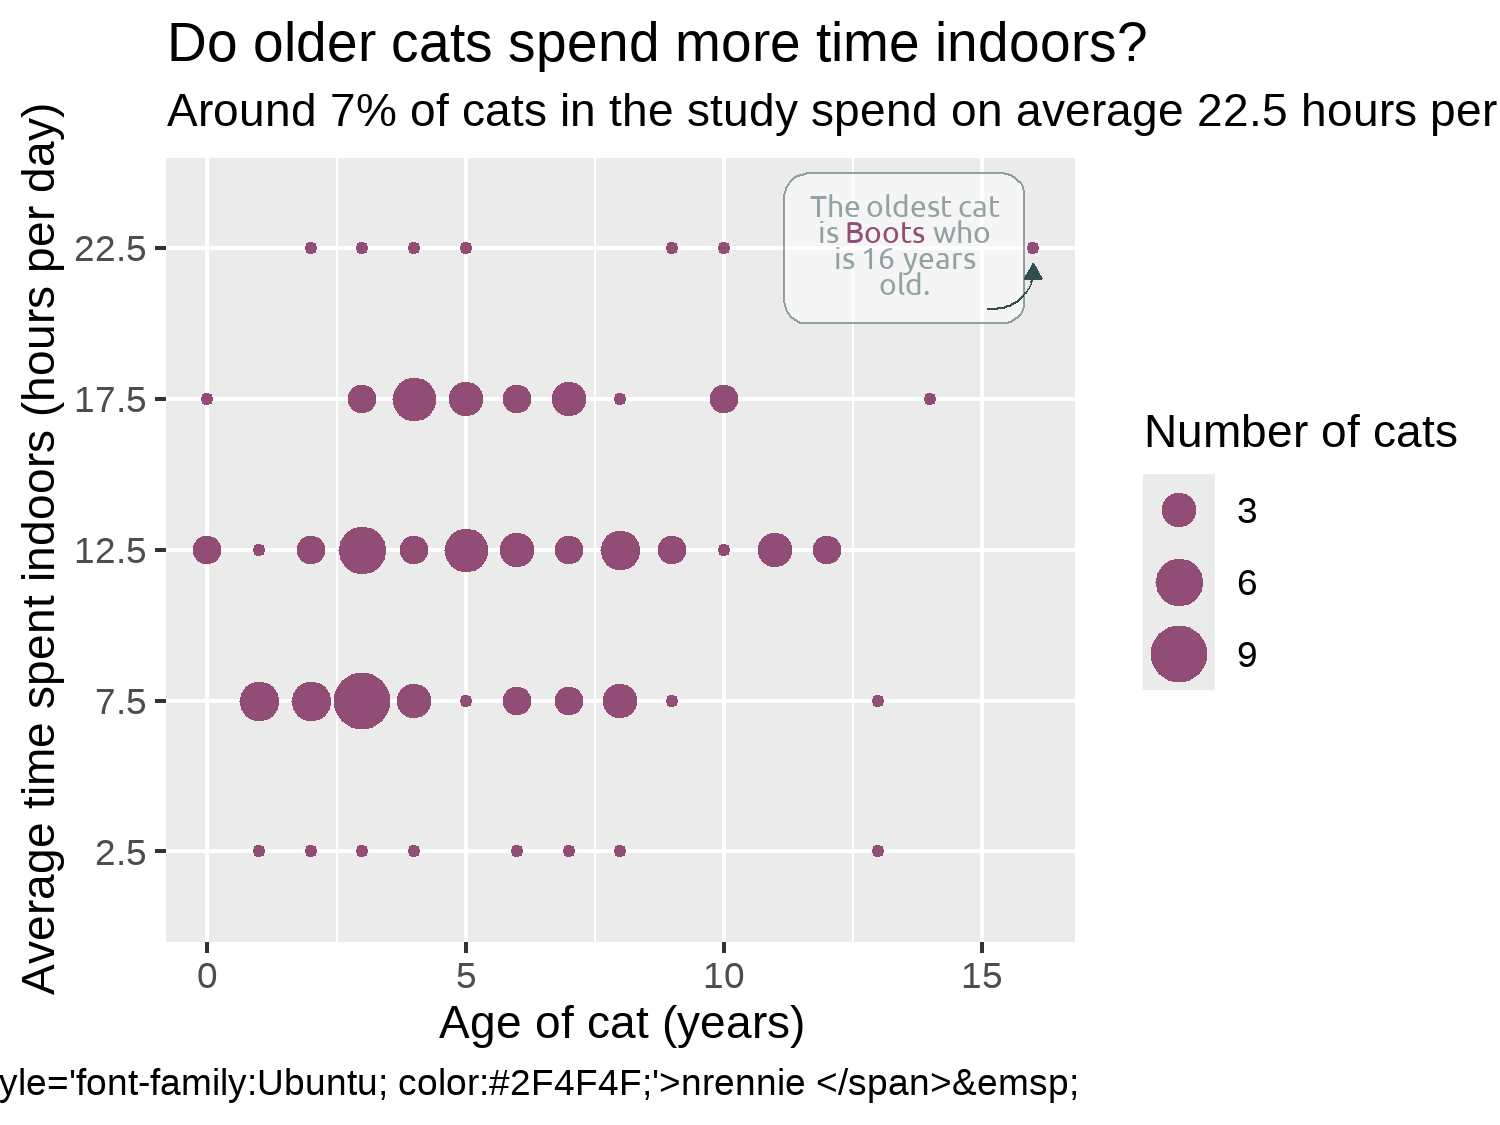 Do older cats spend more time indoors?
Around 7% of cats in the study spend on average 22.5 hours per
Average time spent indoors (hours per day)
22.5
17.5
12.5
7.5
2.5
The oldest cat
is Boots who
is 16 years
old.
Number of cats
3
6
9
0 5 10 15
Age of cat (years)
yle='font-family:Ubuntu; color:#2F4F4F;'>nrennie </span>&emsp;